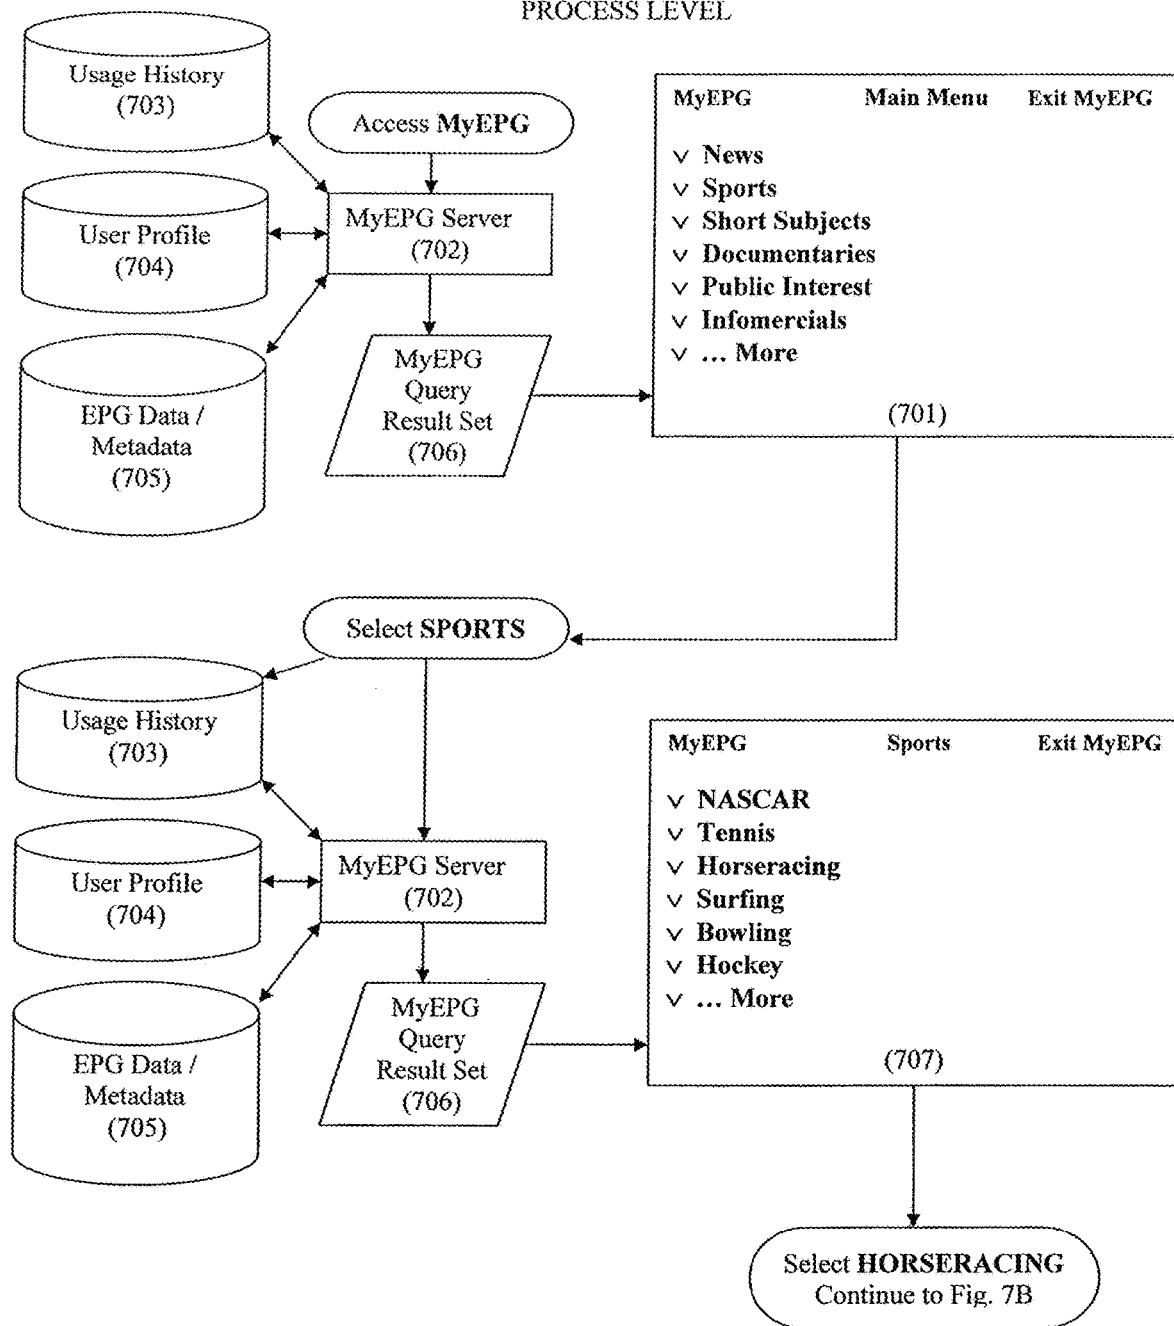 PROCESS LEVEL
Usage History
(703)
Access MyEPG
User Profile
(704)
MyEPG Server
(702)
EPG Data /
Metadata
(705)
MyEPG
Query
Result Set
(706)
MyEPG Main Menu Exit MyEPG
v News
v Sports
v Short Subjects
v Documentaries
v Public Interest
v Infomercials
v ... More
(701)
Select SPORTS
Usage History
(703)
User Profile
(704)
MyEPG Server
(702)
EPG Data /
Metadata
(705)
MyEPG
Query
Result Set
(706)
MyEPG Sports Exit MyEPG
v NASCAR
v Tennis
v Horseracing
v Surfing
v Bowling
v Hockey
v ... More
(707)
Select HORSERACING
Continue to Fig. 7B